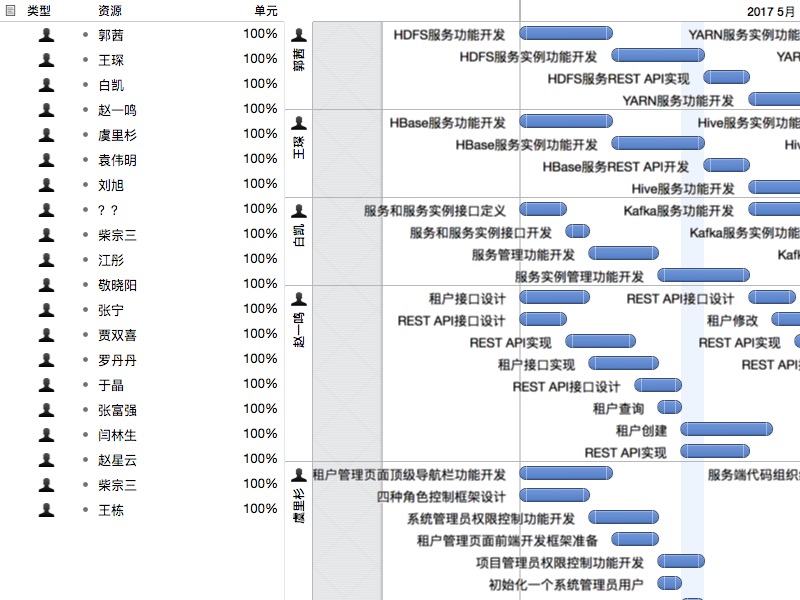 类型 资源 单元
郭茜 100%
王琛 100%
白凯 100%
赵一鸣 100%
虞里杉 100%
袁伟明 100%
刘旭 100%
？？ 100%
柴宗三 100%
江彤 100%
敬晓阳 100%
张宁 100%
贾双喜 100%
罗丹丹 100%
于晶 100%
张富强 100%
闫林生 100%
赵星云 100%
柴宗三 100%
王栋 100%
2017 5月
郭茜
HDFS服务功能开发 YARN服务实例功能
HDFS服务实例功能开发 YAR
HDFS服务REST API实现
YARN服务功能开发
王琛
HBase服务功能开发 Hive服务实例功能
HBase服务实例功能开发 Hiv
HBase服务REST API开发
Hive服务功能开发
白凯
服务和服务实例接口定义 Kafka服务功能开发
服务和服务实例接口开发 Kafka服务实例功能
服务管理功能开发 Kafk
服务实例管理功能开发
赵一鸣
租户接口设计 REST API接口设计
REST API接口设计 租户修改
REST API实现 REST API实现
租户接口实现 REST API
REST API接口设计
租户查询
租户创建
REST API实现
虞里杉
租户管理页面顶级导航栏功能开发 服务端代码组织
四种角色控制框架设计
系统管理员权限控制功能开发
租户管理页面前端开发框架准备
项目管理员权限控制功能开发
初始化一个系统管理员用户